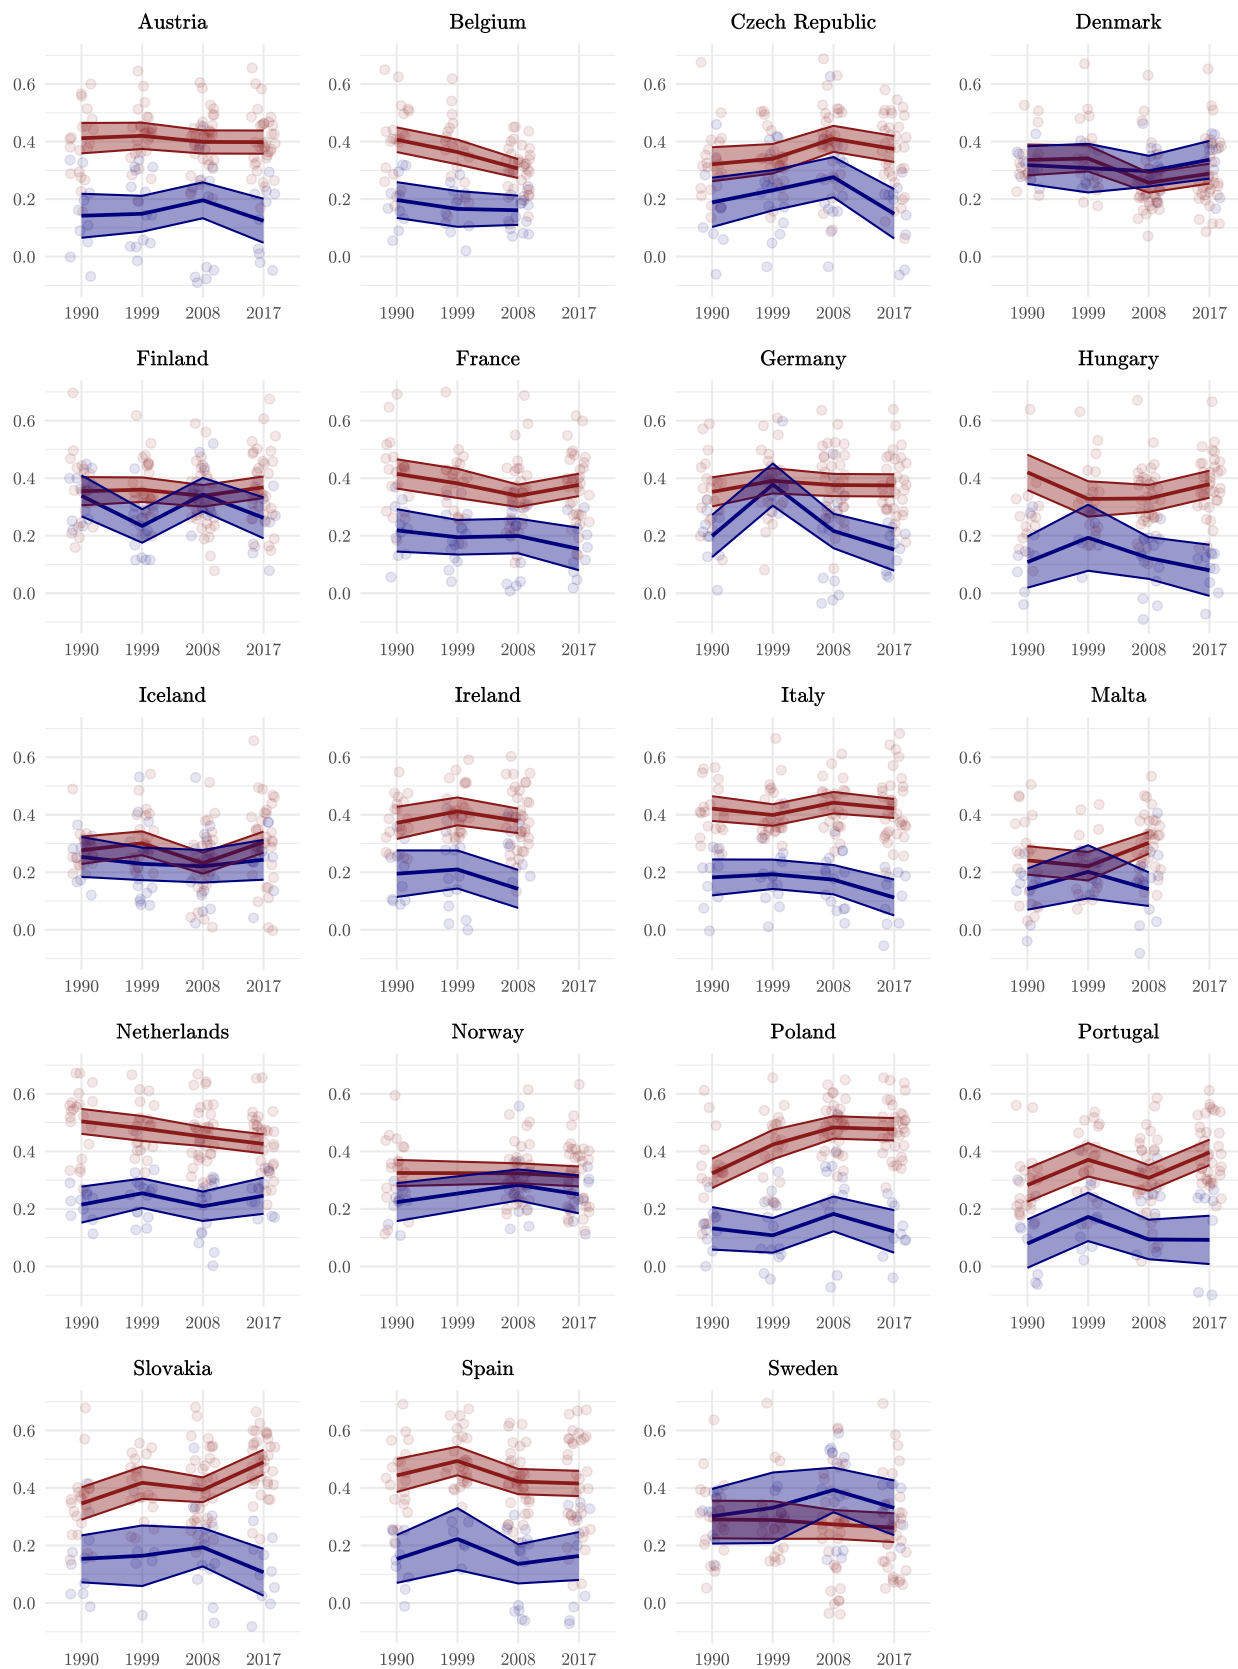 Austria Belgium Czech Republic Denmark
0.6 0.6 0.6 0.6
0.4 0.4 0.4 0.4
0.2 0.2 0.2 0.2
0.0 0.0 0.0 0.0
1990 1999 2008 2017 1990 1999 2008 2017 1990 1999 2008 2017 1990 1999 2008 2017
Finland France Germany Hungary
0.6 0.6 0.6 0.6
0.4 0.4 0.4 0.4
0.2 0.2 0.2 0.2
0.0 0.0 0.0 0.0
1990 1999 2008 2017 1990 1999 2008 2017 1990 1999 2008 2017 1990 1999 2008 2017
Iceland Ireland Italy Malta
0.6 0.6 0.6 0.6
0.4 0.4 0.4 0.4
0.2 0.2 0.2 0.2
0.0 0.0 0.0 0.0
1990 1999 2008 2017 1990 1999 2008 2017 1990 1999 2008 2017 1990 1999 2008 2017
Netherlands Norway Poland Portugal
0.6 0.6 0.6 0.6
0.4 0.4 0.4 0.4
0.2 0.2 0.2 0.2
0.0 0.0 0.0 0.0
1990 1999 2008 2017 1990 1999 2008 2017 1990 1999 2008 2017 1990 1999 2008 2017
Slovakia Spain Sweden
0.6 0.6 0.6
0.4 0.4 0.4
0.2 0.2 0.2
0.0 0.0 0.0
1990 1999 2008 2017 1990 1999 2008 2017 1990 1999 2008 2017